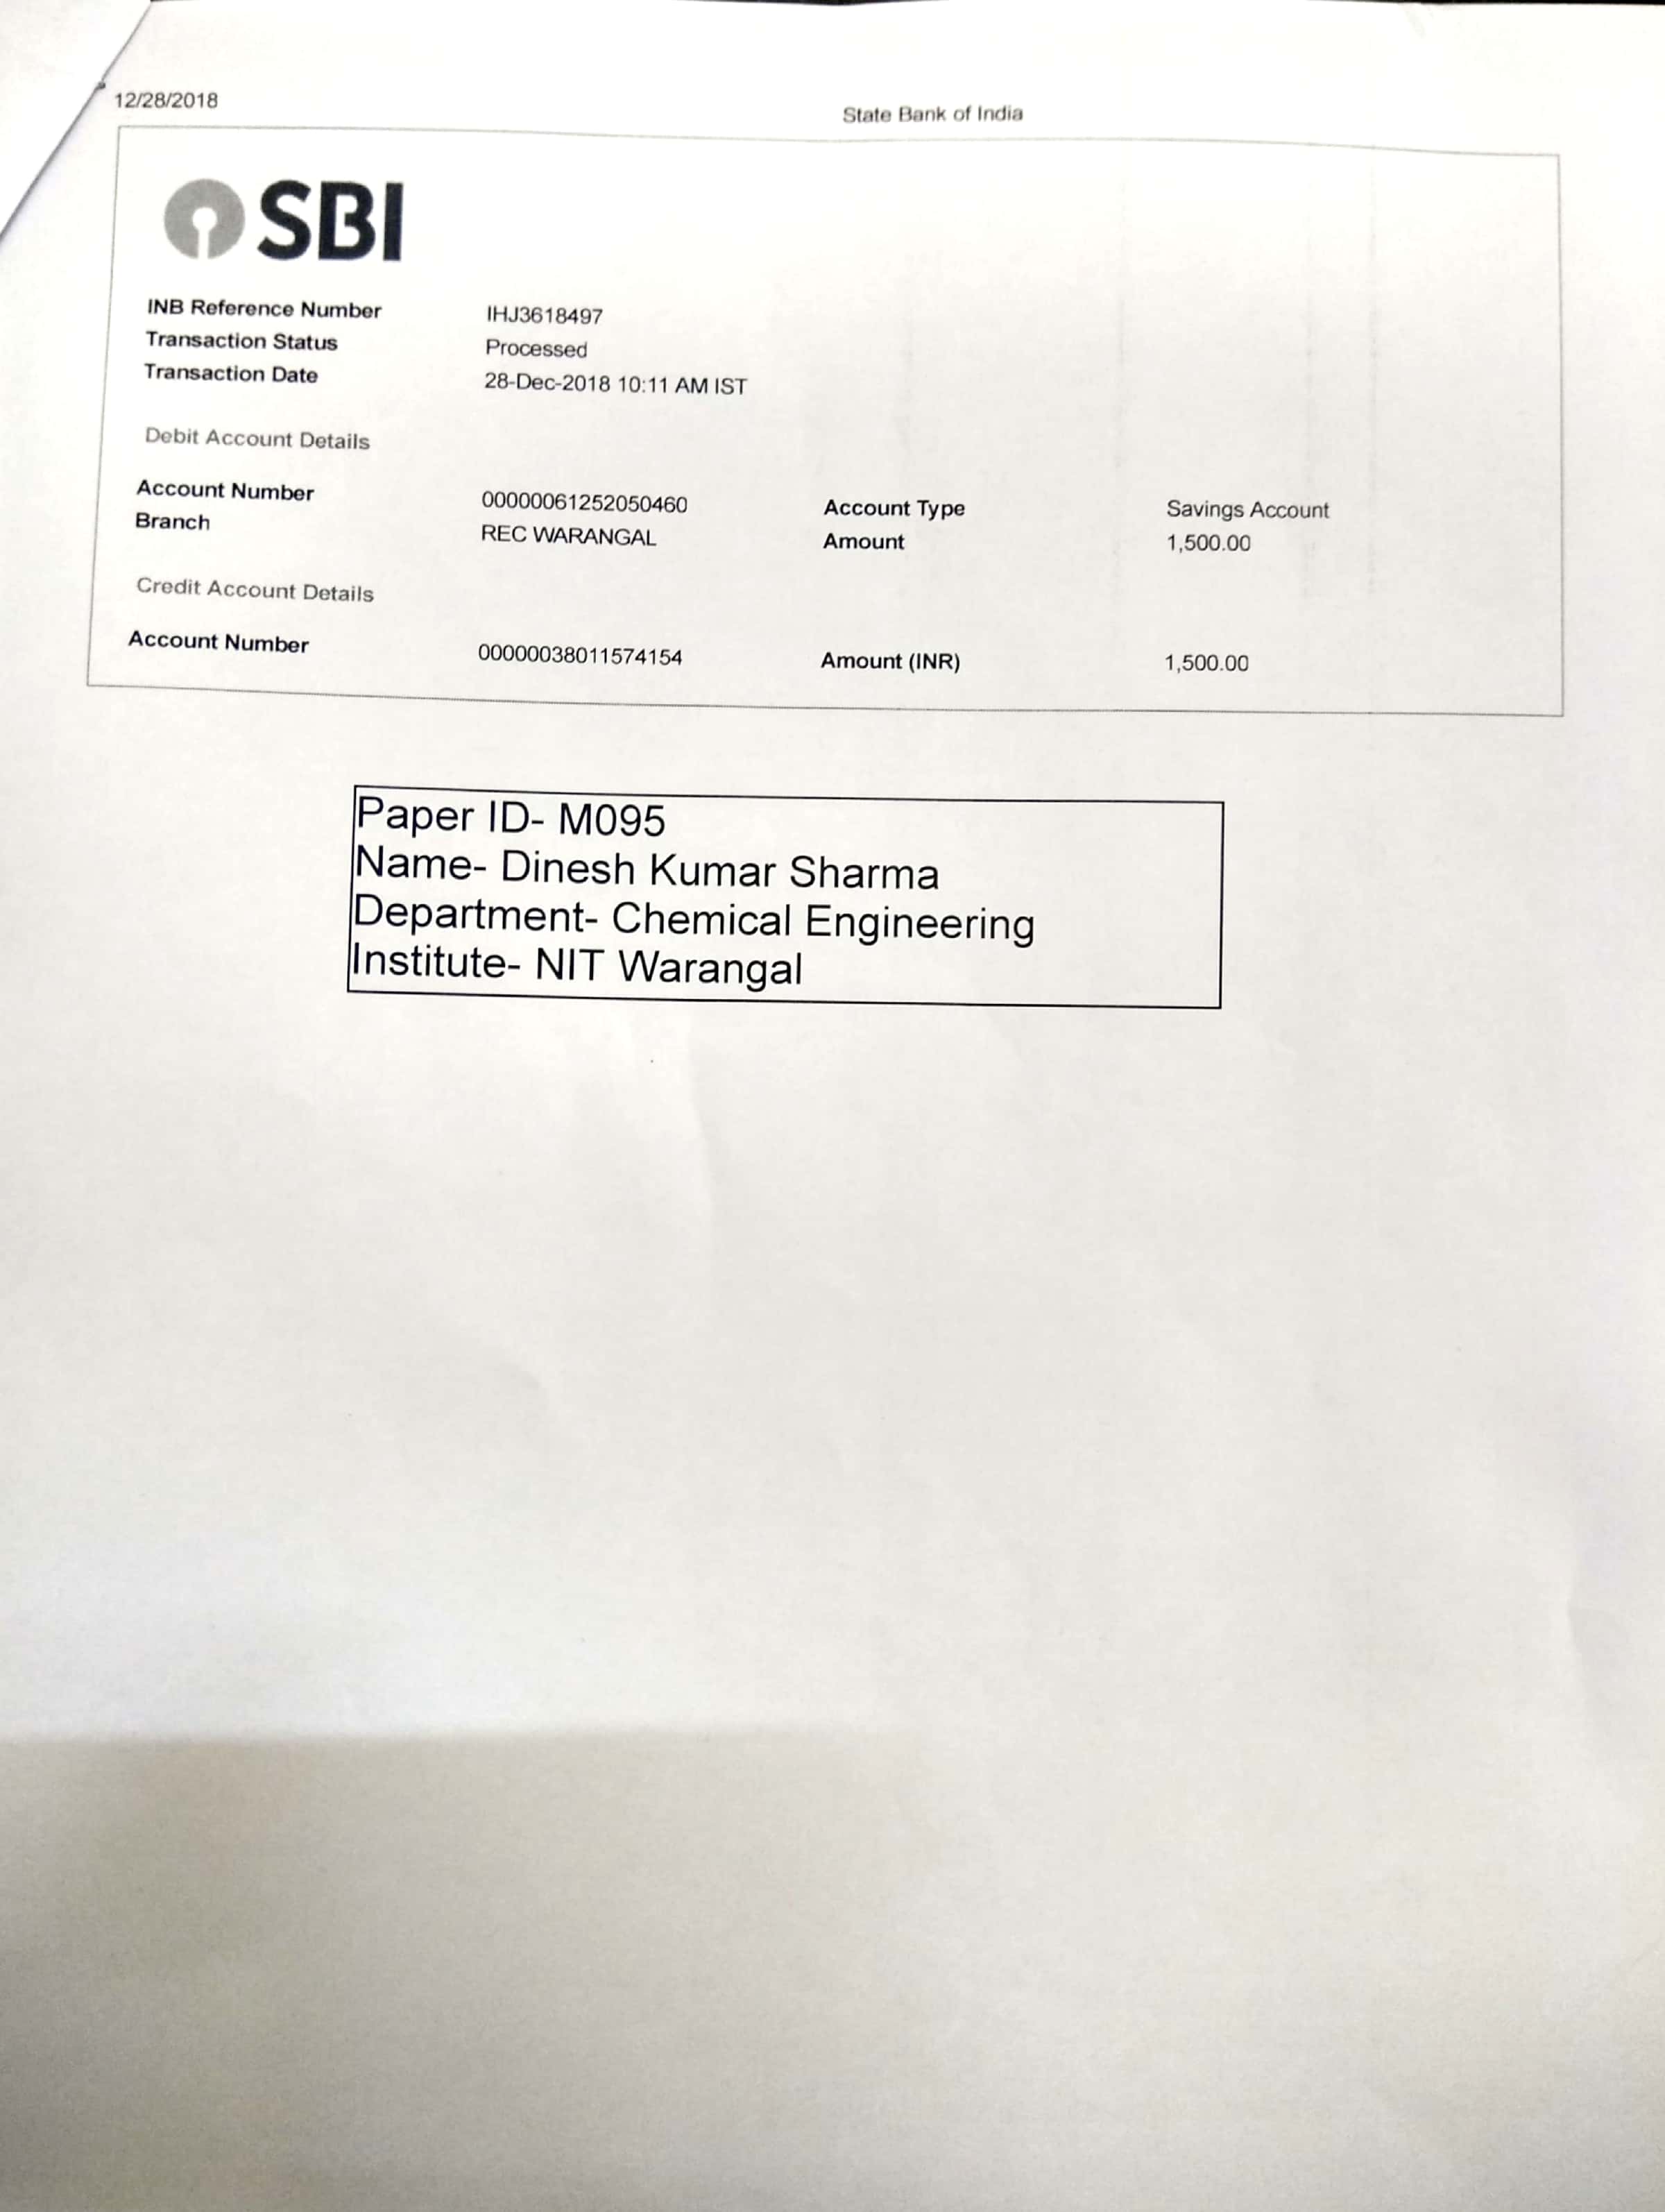 12/28/2018
State Bank of India
SBI
INB Reference Number IHJ3618497
Transaction Status Processed
Transaction Date 28-Dec-2018 10:11 AM IST
Debit Account Details
Account Number 00000061252050460 Account Type Savings Account
Branch REC WARANGAL Amount 1,500.00
Credit Account Details
Account Number 00000038011574154 Amount (INR) 1,500.00
Paper ID- M095
Name- Dinesh Kumar Sharma
Department- Chemical Engineering
Institute- NIT Warangal